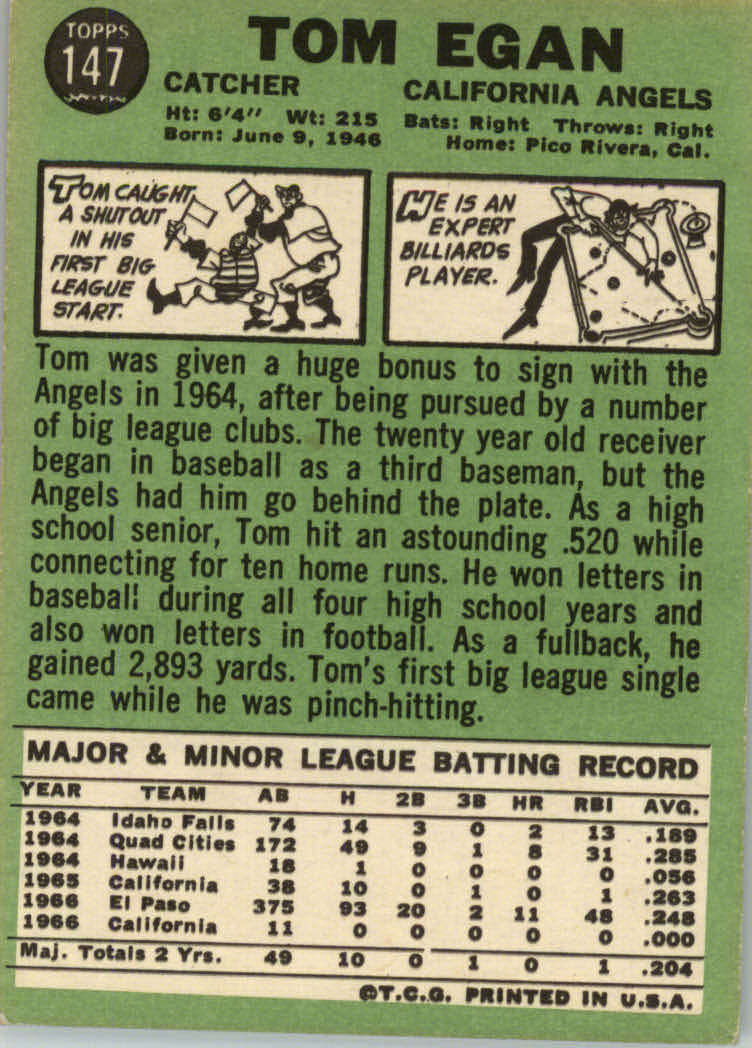 TOPPS
147
TOM EGAN
CATCHER
CALIFORNIA ANGELS
Ht: 6'4" Wt: 215
Born: June 9, 1946
Bats: Right Throws: Right
Home: Pico Rivera, Cal.
TOM CAUGHT
A SHUTOUT
IN HIS
FIRST BIG
LEAGUE
START.
HE IS AN
EXPERT
BILLIARDS
PLAYER.
Tom was given a huge bonus to sign with the
Angels in 1964, after being pursued by a number
of big league clubs. The twenty year old receiver
began in baseball as a third baseman, but the
Angels had him go behind the plate. As a high
school senior, Tom hit an astounding .520 while
connecting for ten home runs. He won letters in
baseball during all four high school years and
also won letters in football. As a fullback, he
gained 2,893 yards. Tom's first big league single
came while he was pinch-hitting.
MAJOR & MINOR LEAGUE BATTING RECORD
YEAR TEAM AB H 2B 3B HR RBI AVG.
1964 Idaho Falls 74 14 3 0 2 13 .189
1964 Quad Cities 172 49 9 1 8 31 .285
1964 Hawaii 18 1 0 0 0 0 .056
1965 California 38 10 0 1 0 1 .263
1966 El Paso 375 93 20 2 11 48 .248
1966 California 11 0 0 0 0 0 .000
Maj. Totals 2 Yrs. 49 10 0 1 0 1 .204
©T.C.G. PRINTED IN U.S.A.